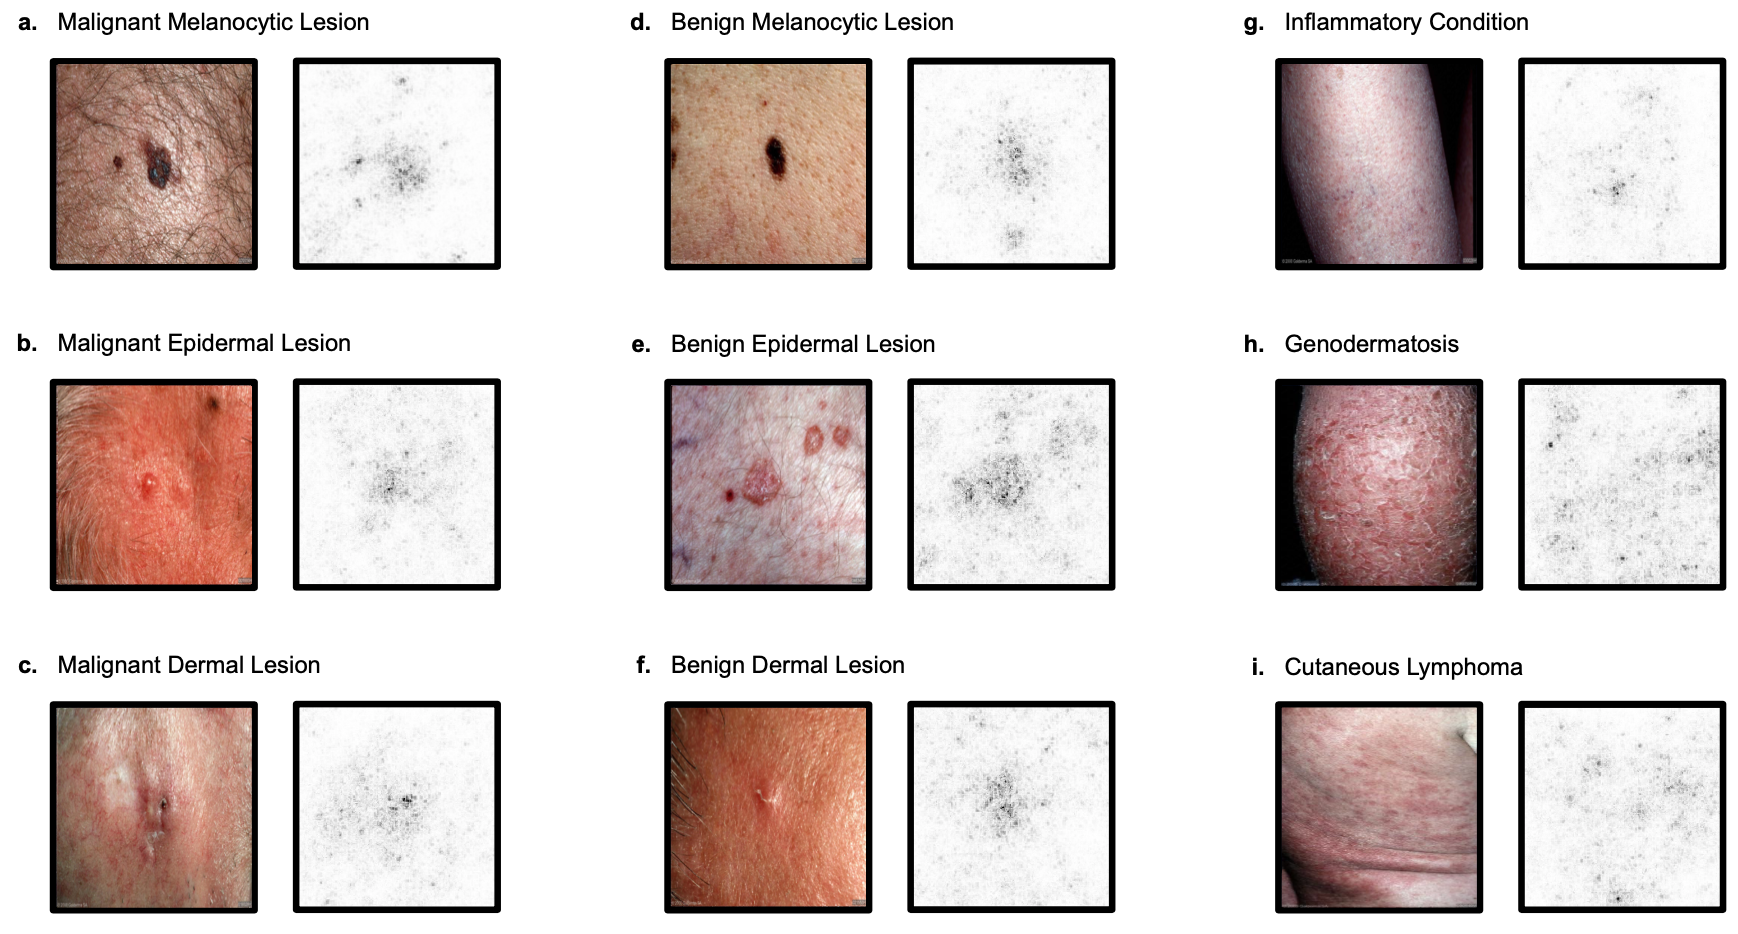 a. Malignant Melanocytic Lesion
d. Benign Melanocytic Lesion
g. Inflammatory Condition
b. Malignant Epidermal Lesion
e. Benign Epidermal Lesion
h. Genodermatosis
c. Malignant Dermal Lesion
f. Benign Dermal Lesion
i. Cutaneous Lymphoma